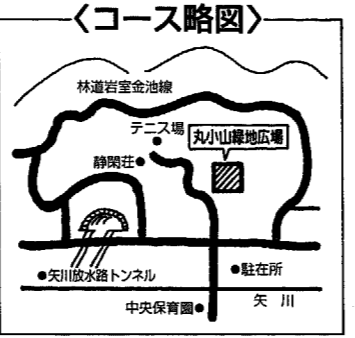 〈コース略図〉
林道岩室金池線
テニス場
丸小山緑地広場
静閑荘
矢川放水路トンネル
駐在所
矢川
中央保育園